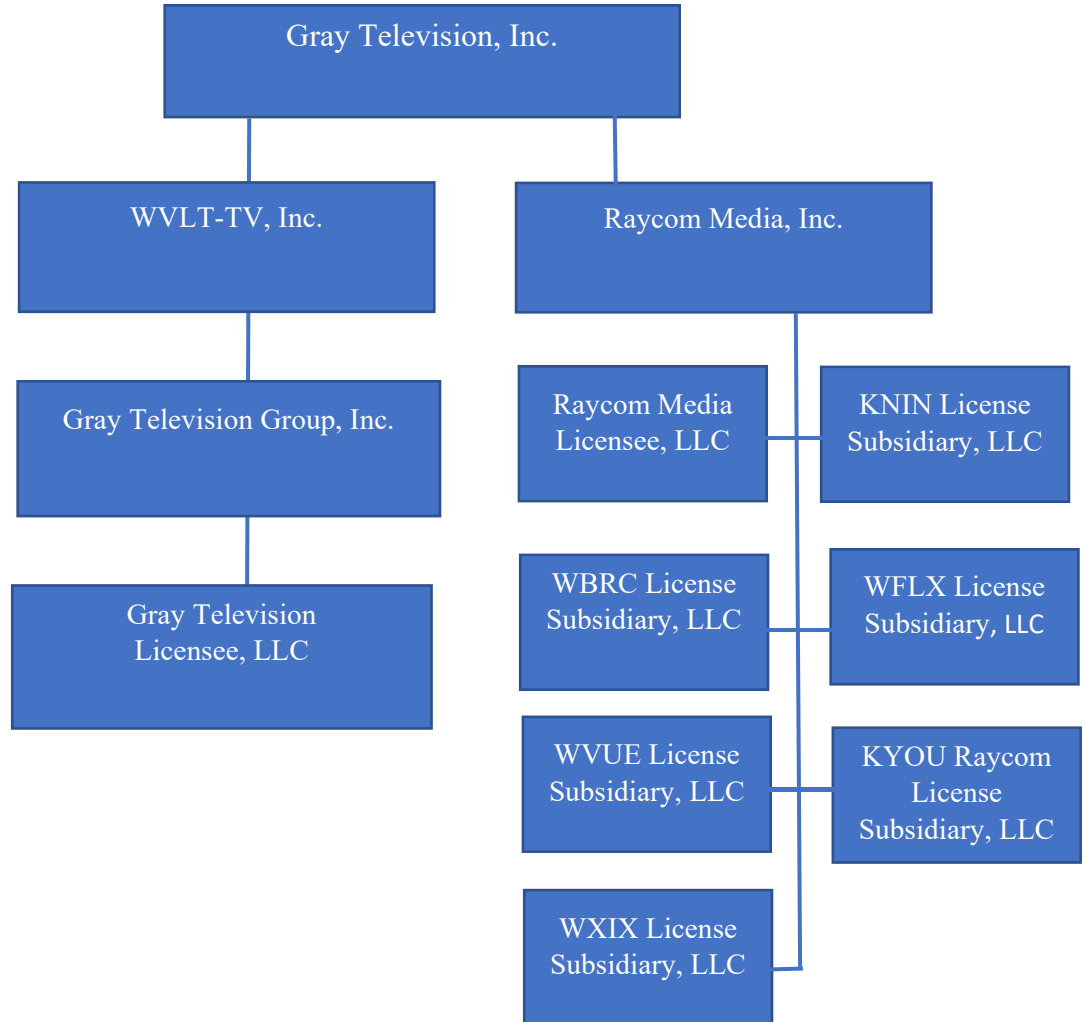 Gray Television, Inc.
WVLT-TV, Inc.
Raycom Media, Inc.
Gray Television Group, Inc.
Gray Television
Licensee, LLC
Raycom Media
Licensee, LLC
KNIN License
Subsidiary, LLC
WBRC License
Subsidiary, LLC
WFLX License
Subsidiary, LLC
WVUE License
Subsidiary, LLC
KYOU Raycom
License
Subsidiary, LLC
WXIX License
Subsidiary, LLC